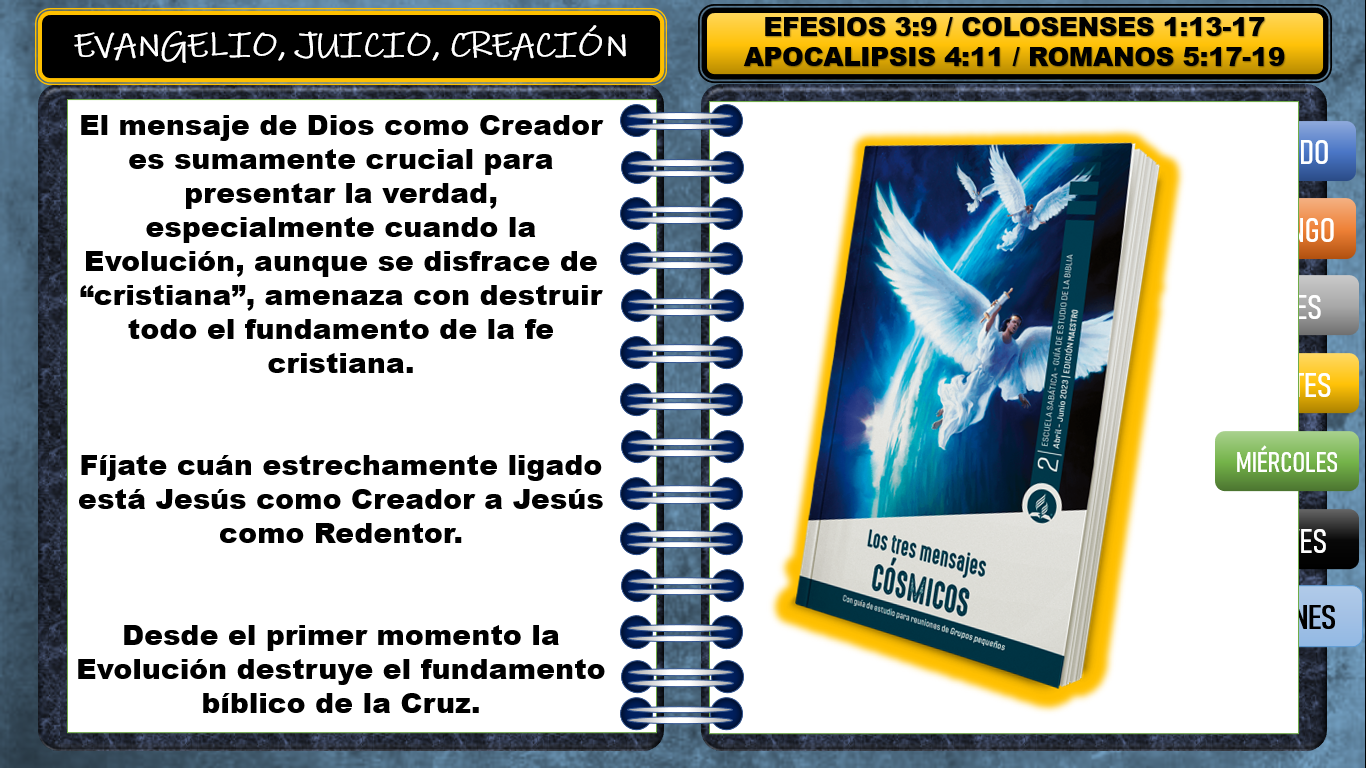 EVANGELIO, JUICIO, CREACIÓN
EFESIOS 3:9 / COLOSENSES 1:13-17
APOCALIPSIS 4:11 / ROMANOS 5:17-19
El mensaje de Dios como Creador
es sumamente crucial para
presentar la verdad,
especialmente cuando la
Evolución, aunque se disfrace de
“cristiana”, amenaza con destruir
todo el fundamento de la fe
cristiana.
Fíjate cuán estrechamente ligado
está Jesús como Creador a Jesús
como Redentor.
Desde el primer momento la
Evolución destruye el fundamento
bíblico de la Cruz.
2
ESCUELA SABÁTICA - GUÍA DE ESTUDIO DE LA BIBLIA
Abril - Junio 2023 | EDICIÓN MAESTRO
Los tres mensajes
CÓSMICOS
Con guía de estudio para reuniones de Grupos pequeños
DO
NGO
ES
TES
MIÉRCOLES
ES
NES